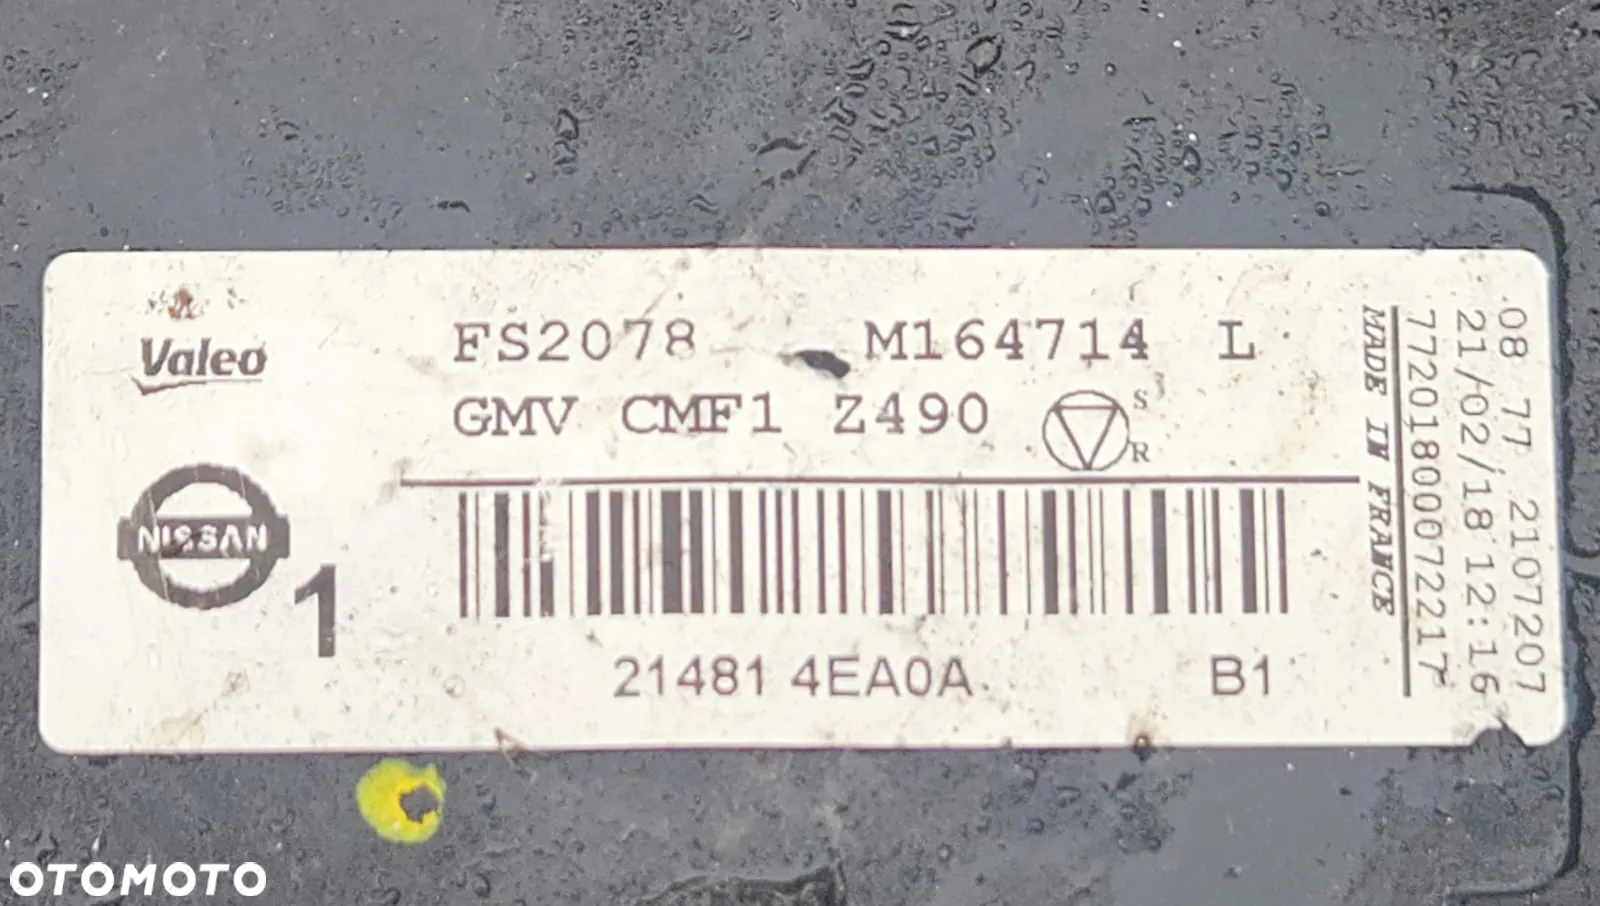 Valeo
FS2078 M164714 L
GMV CMF1 Z490 S R
NISSAN 1
21481 4EA0A B1
MADE IN FRANCE
77201800072217
21/02/18 12:16
08 77 2107207
OTOMOTO